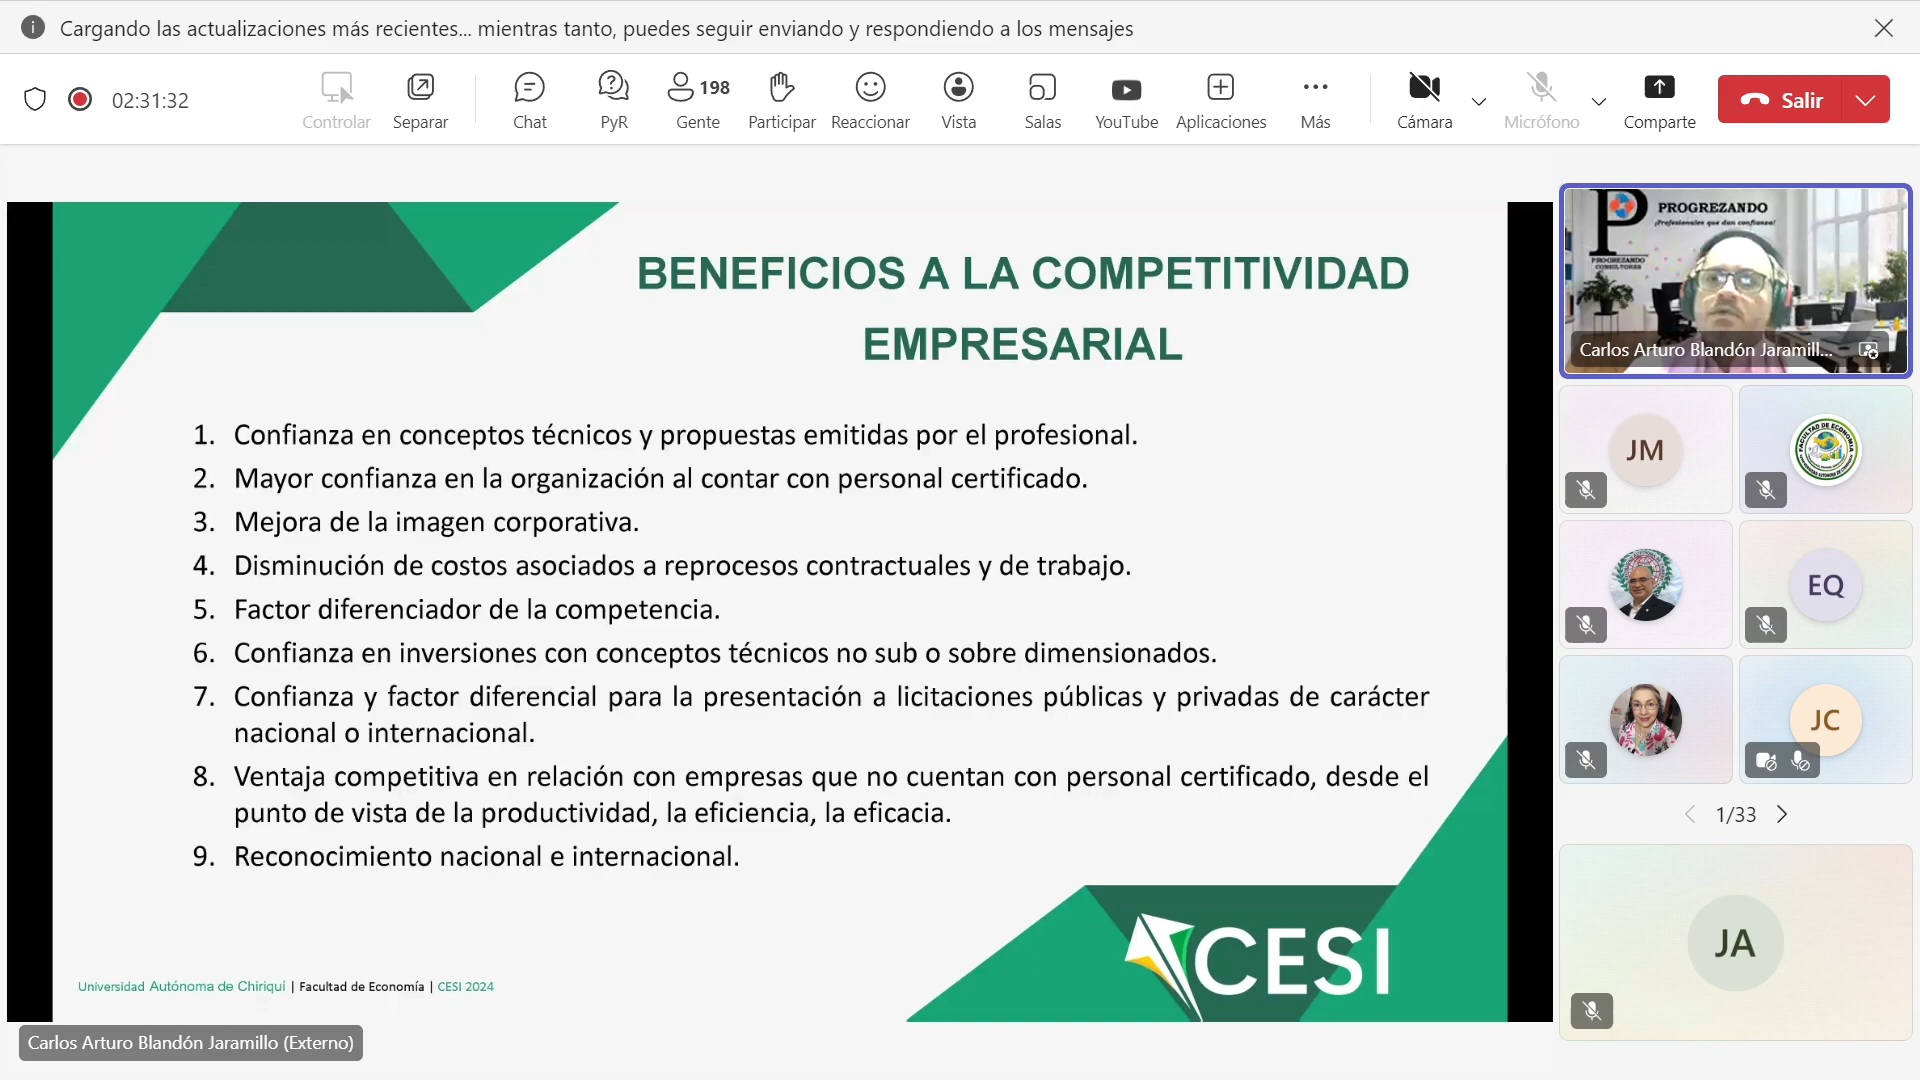 Cargando las actualizaciones más recientes... mientras tanto, puedes seguir enviando y respondiendo a los mensajes
02:31:32
Controlar
Separar
Chat
PyR
198
Gente
Participar
Reaccionar
Vista
Salas
YouTube
Aplicaciones
Más
Cámara
Micrófono
Comparte
Salir
BENEFICIOS A LA COMPETITIVIDAD
EMPRESARIAL
1. Confianza en conceptos técnicos y propuestas emitidas por el profesional.
2. Mayor confianza en la organización al contar con personal certificado.
3. Mejora de la imagen corporativa.
4. Disminución de costos asociados a reprocesos contractuales y de trabajo.
5. Factor diferenciador de la competencia.
6. Confianza en inversiones con conceptos técnicos no sub o sobre dimensionados.
7. Confianza y factor diferencial para la presentación a licitaciones públicas y privadas de carácter
nacional o internacional.
8. Ventaja competitiva en relación con empresas que no cuentan con personal certificado, desde el
punto de vista de la productividad, la eficiencia, la eficacia.
9. Reconocimiento nacional e internacional.
CESI
Universidad Autónoma de Chiriquí | Facultad de Economía | CESI 2024
Carlos Arturo Blandón Jaramillo (Externo)
P
PROGREZANDO
¡Profesionales que dan confianza!
PROGREZANDO
CONSULTORES
Carlos Arturo Blandón Jaramill...
JM
FACULTAD DE ECONOMIA
EQ
JC
1/33
JA